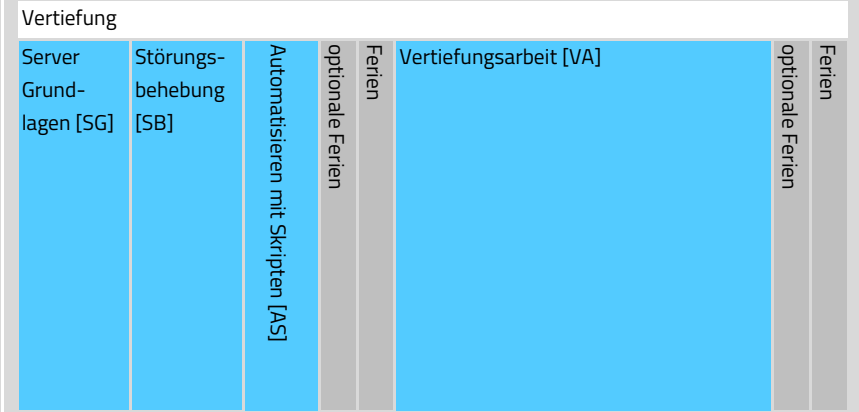 Vertiefung
Server
Grund-
lagen [SG]
Störungs-
behebung
[SB]
Automatisieren mit Skripten [AS]
optionale Ferien
Ferien
Vertiefungsarbeit [VA]
optionale Ferien
Ferien